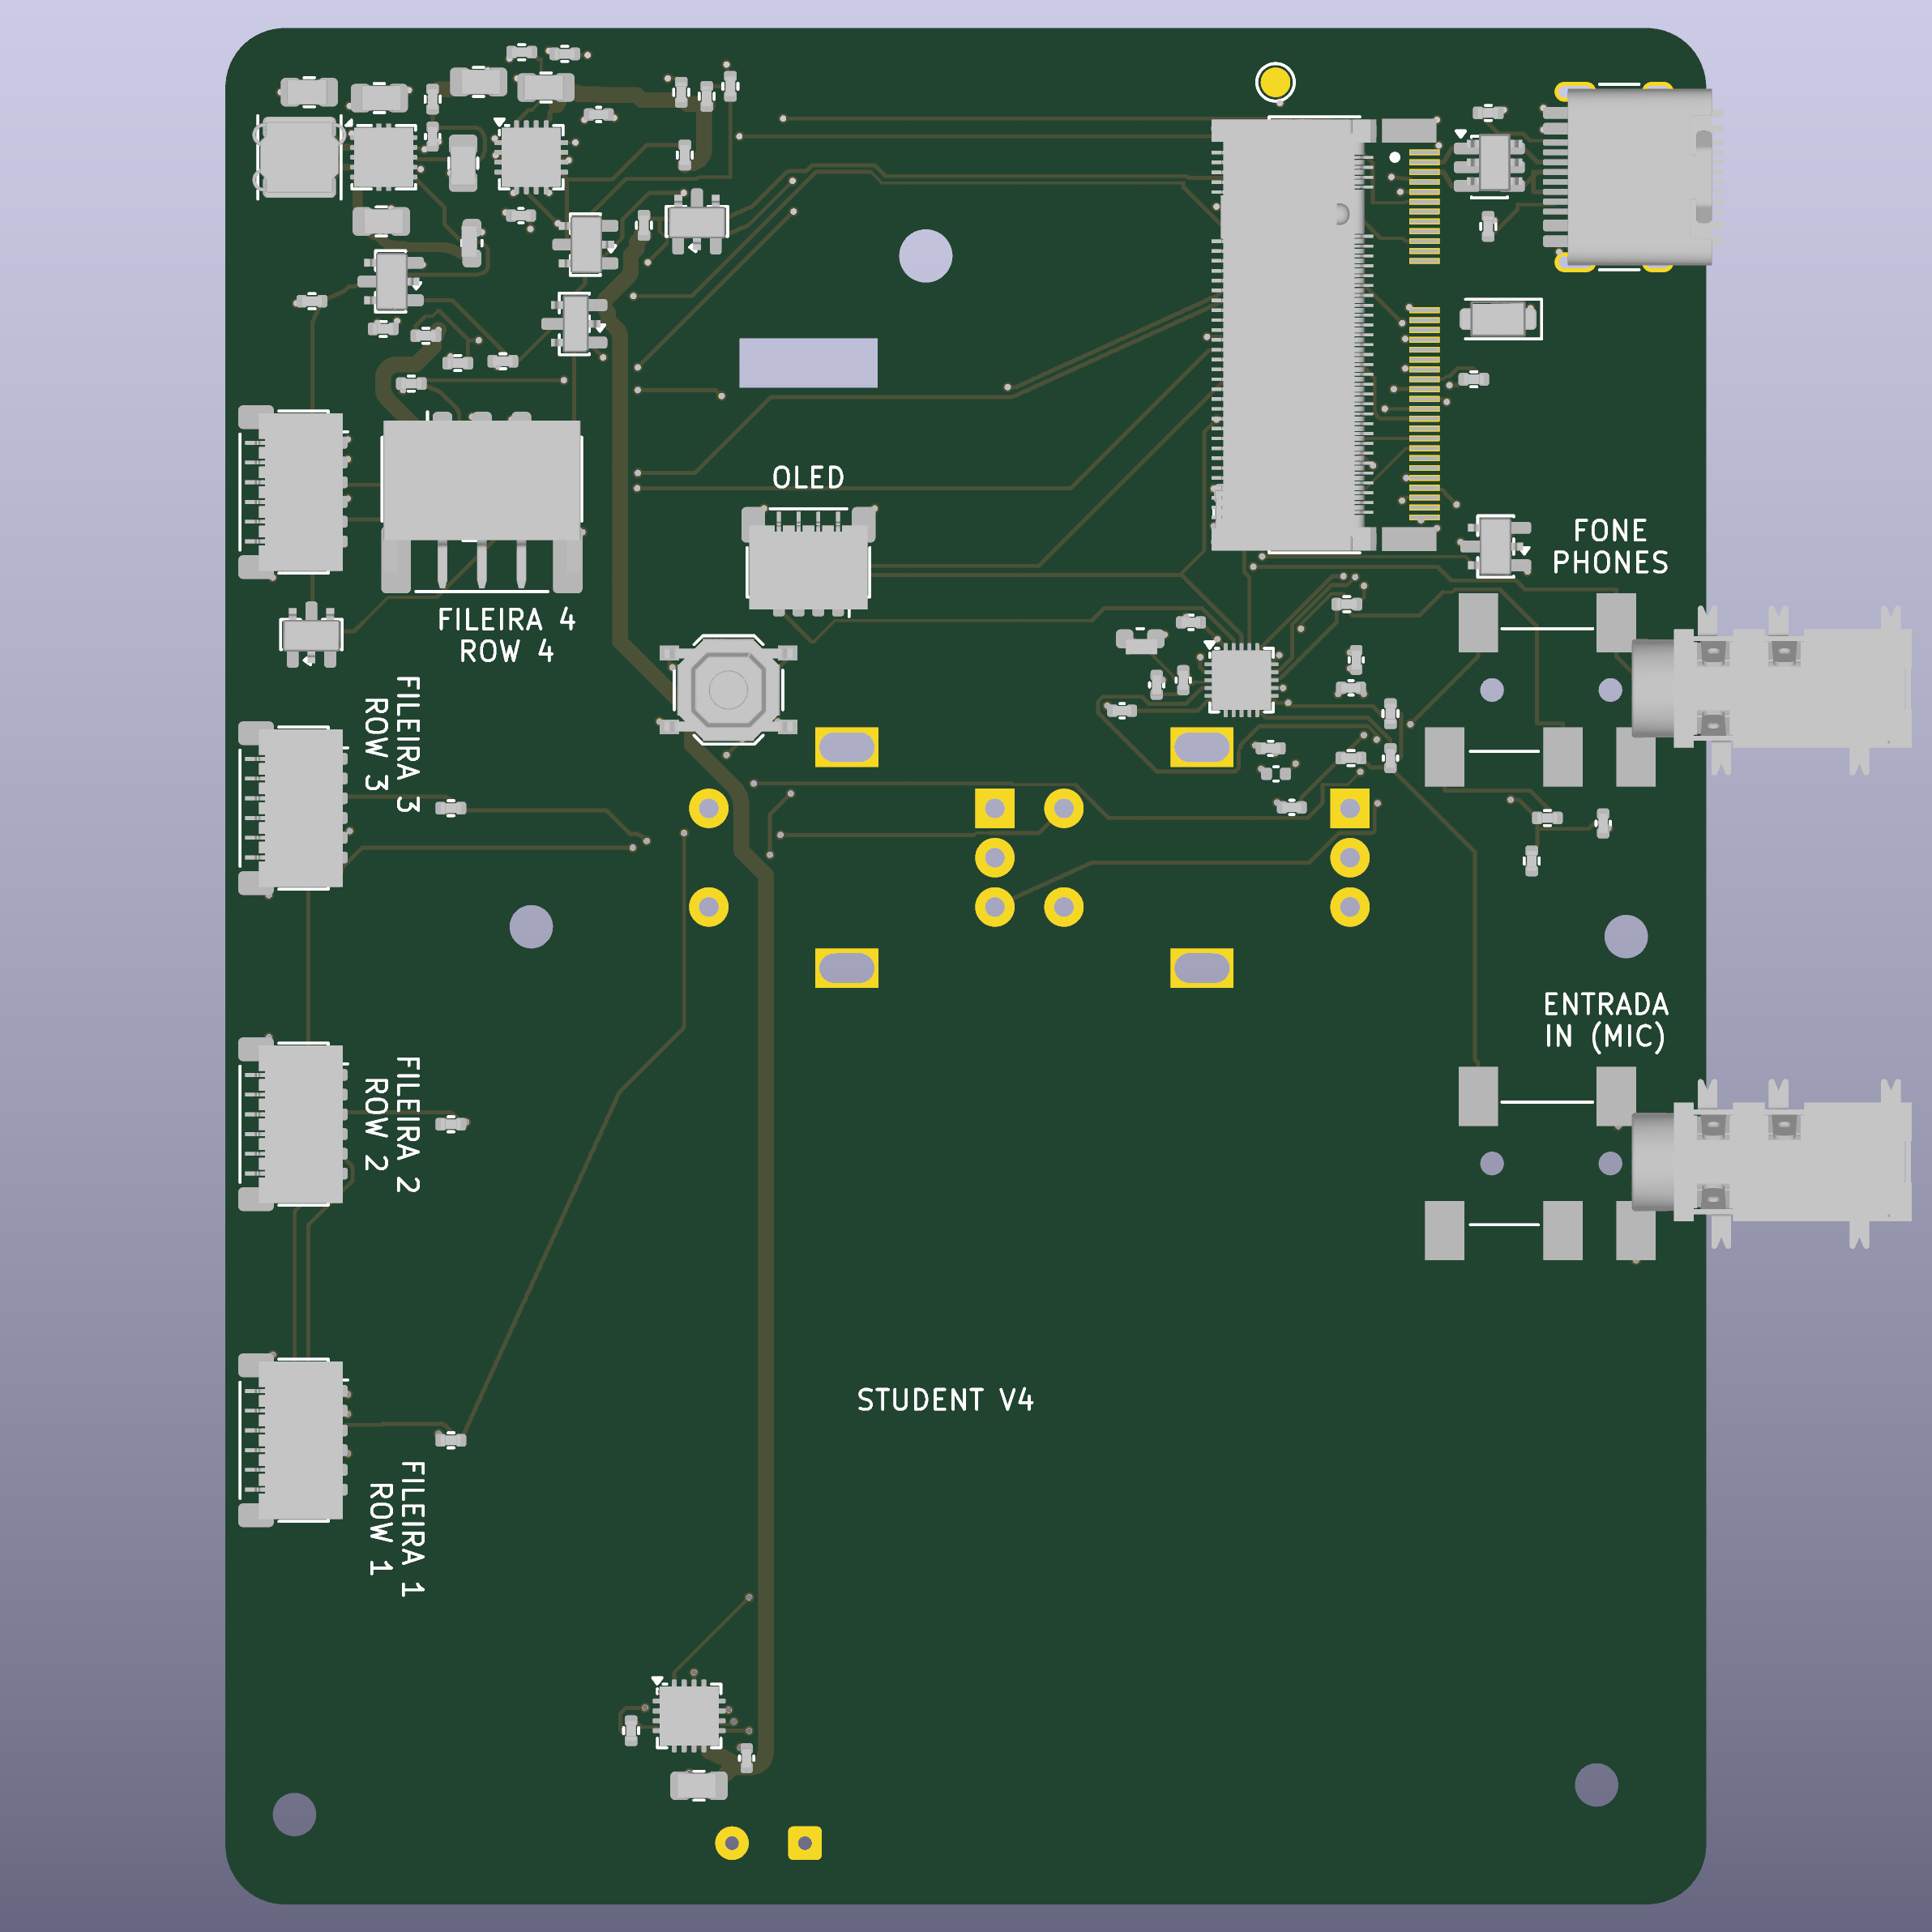 OLED
FONE
PHONES
FILEIRA 4
ROW 4
FILEIRA 3
ROW 3
ENTRADA
IN (MIC)
FILEIRA 2
ROW 2
STUDENT V4
FILEIRA 1
ROW 1